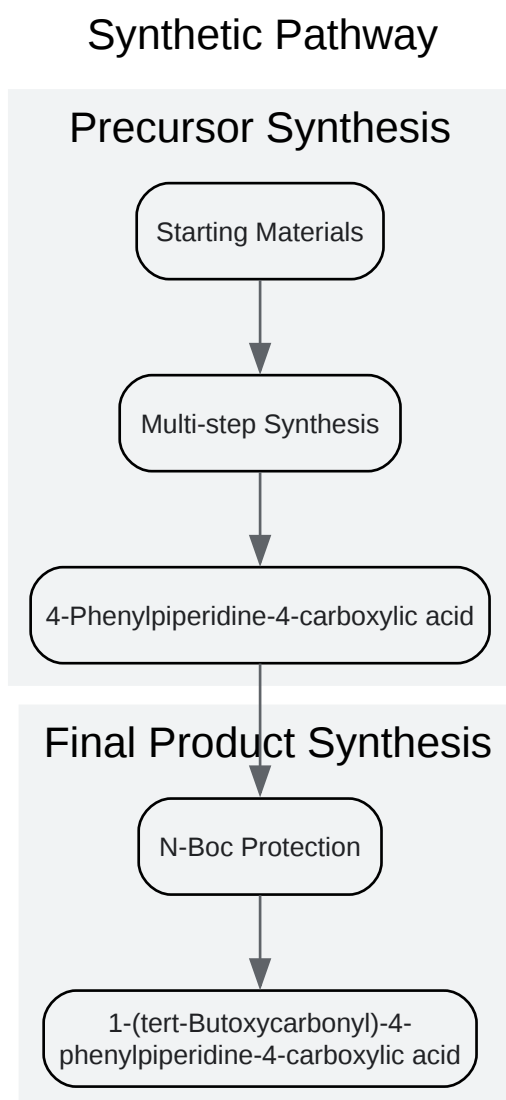 Synthetic Pathway
Precursor Synthesis
Starting Materials
Multi-step Synthesis
4-Phenylpiperidine-4-carboxylic acid
Final Product Synthesis
N-Boc Protection
1-(tert-Butoxycarbonyl)-4-
phenylpiperidine-4-carboxylic acid